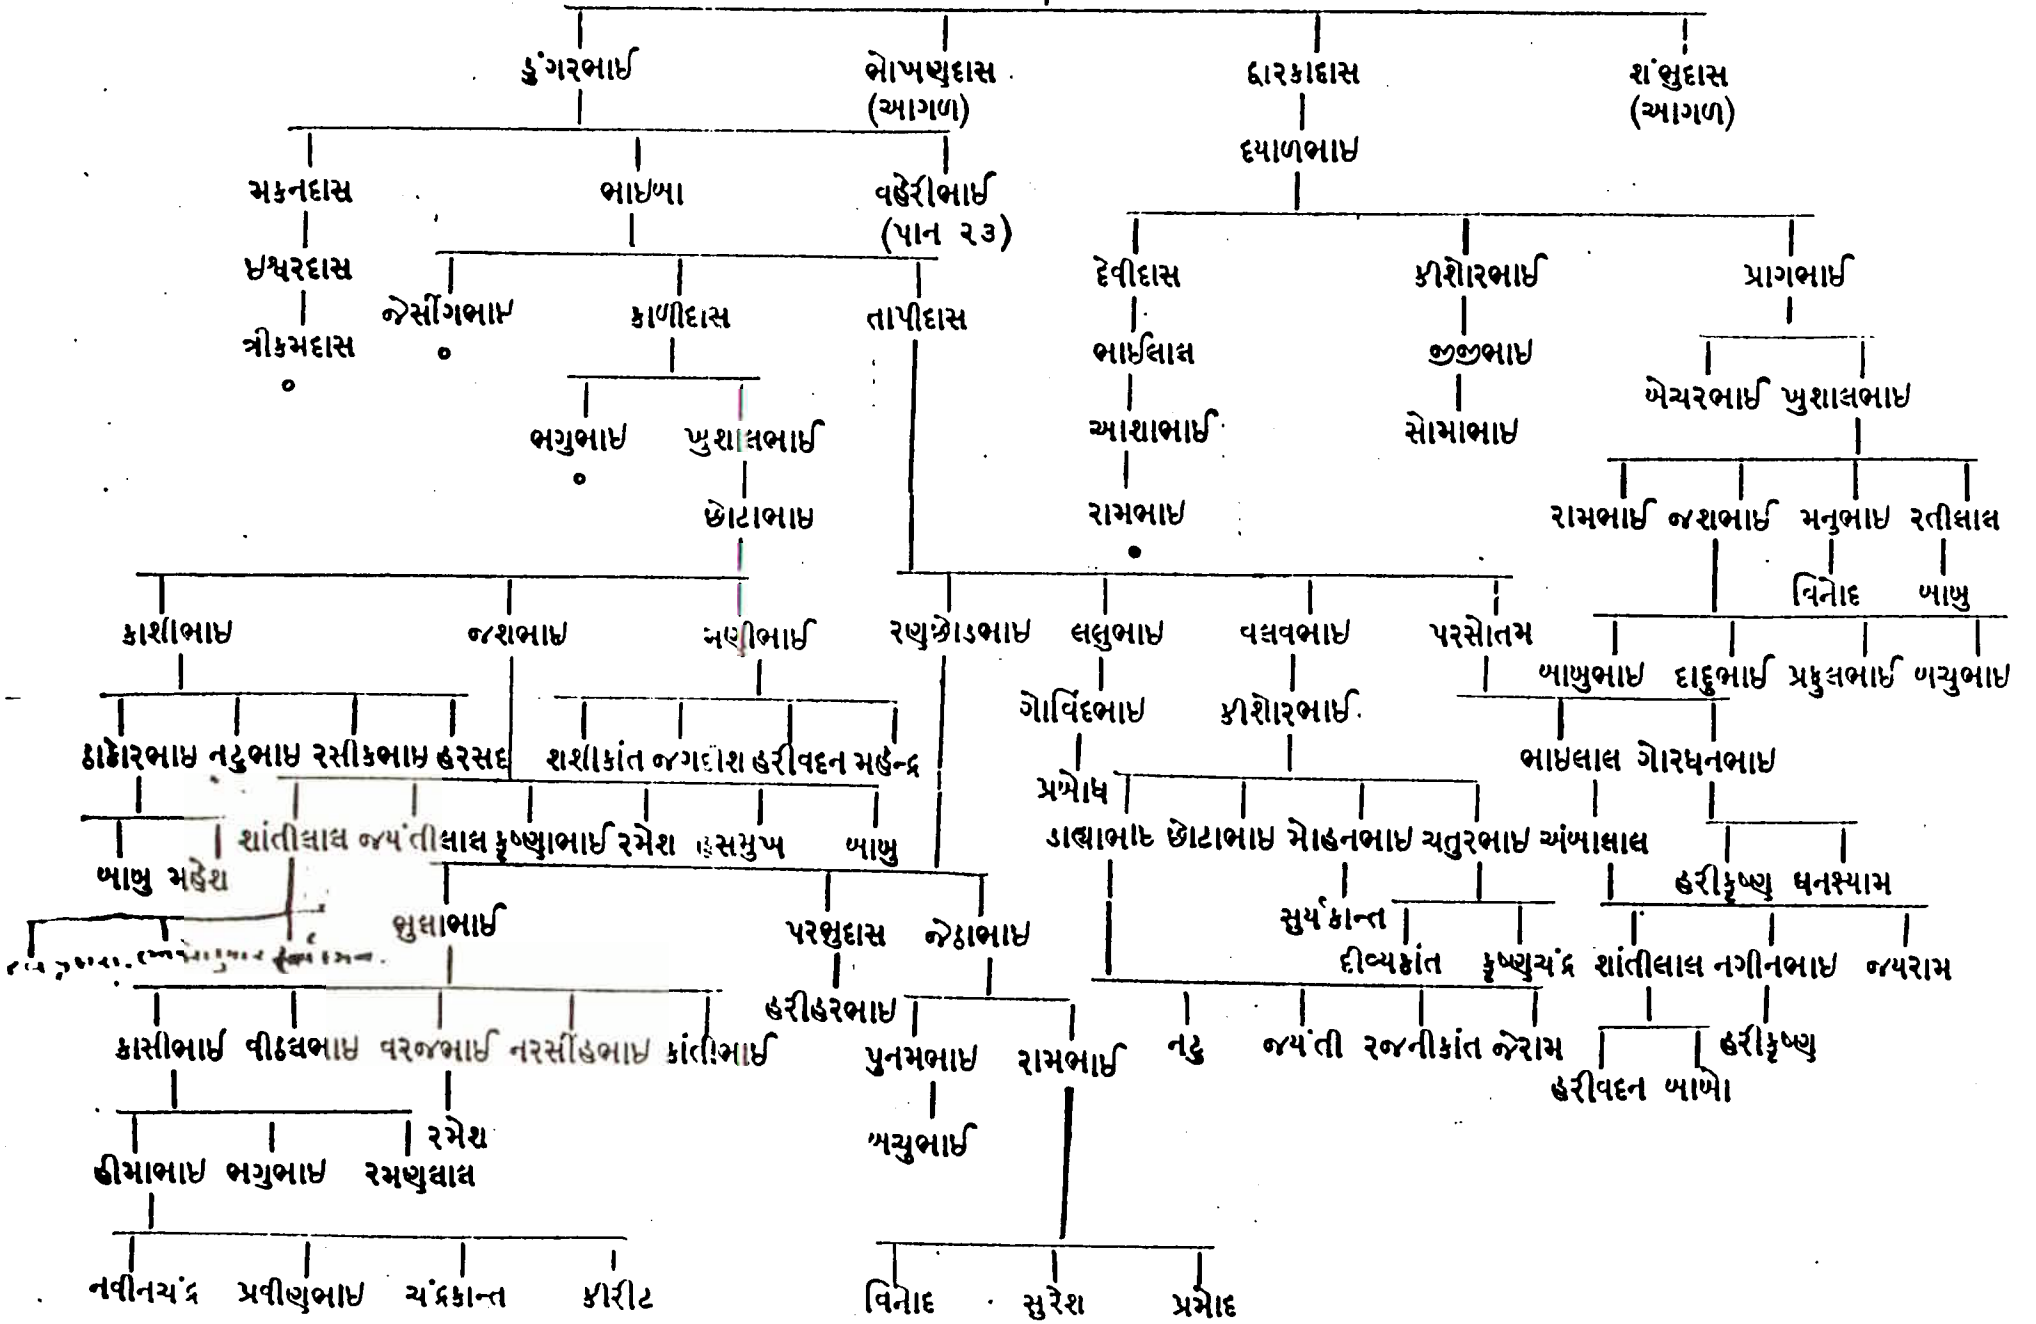 ડુંગરભાઈ ભોખણદાસ દ્વારકાદાસ શંભુદાસ
(આગળ) (આગળ)
દયાળભાઇ
મકનદાસ ભાઇબા વહેરીભાઈ
(પાન ૨૩)
ઇશ્વરદાસ દેવીદાસ કીશોરભાઈ પ્રાગભાઈ
જેસીંગભાઇ કાળીદાસ તાપીદાસ
ત્રીકમદાસ ભાઈલાલ જીજીભાઇ
બેચરભાઈ ખુશાલભાઇ
ભગુભાઇ ખુશાલભાઈ આશાભાઈ સોમાભાઇ
છોટાભાઇ રામભાઇ રામભાઈ જશભાઈ મનુભાઇ રતીલાલ
વિનોદ બાબુ
કાશીભાઇ જશભાઇ મણીભાઈ રણછોડભાઇ લલુભાઇ વલવભાઇ પરસોતમ
બાબુભાઇ દાદુભાઈ પ્રફુલભાઈ બચુભાઇ
ગોવિંદભાઇ કીશોરભાઈ
ઠાકોરભાઇ નટુભાઇ રસીકભાઇ હરસદ શશીકાંત જગદીશ હરીવદન મહેન્દ્ર ભાઇલાલ ગોરધનભાઇ
પ્રબોધ
શાંતીલાલ જયંતીલાલ કૃષ્ણભાઈ રમેશ હસમુખ બાબુ ડાહ્યાભાઇ છોટાભાઇ મોહનભાઇ ચતુરભાઇ અંબાલાલ
બાબુ મહેશ હરીકૃષ્ણ ઘનશ્યામ
ભુલાભાઈ પરભુદાસ જેઠાભાઇ સુર્યકાન્ત
દીવ્યકાંત કૃષ્ણચંદ્ર શાંતીલાલ નગીનભાઇ જયરામ
હરીહરભાઇ
કાસીભાઈ વીઠલભાઇ વરજભાઈ નરસીંહભાઇ કાંતીભાઈ પુનમભાઇ રામભાઈ નટુ જયંતી રજનીકાંત જેરામ હરીકૃષ્ણ
હરીવદન બાબો
રમેશ બચુભાઈ
હીમાભાઇ ભગુભાઇ રમણલાલ
નવીનચંદ્ર પ્રવીણભાઇ ચંદ્રકાન્ત કીરીટ વિનોદ સુરેશ પ્રમોદ